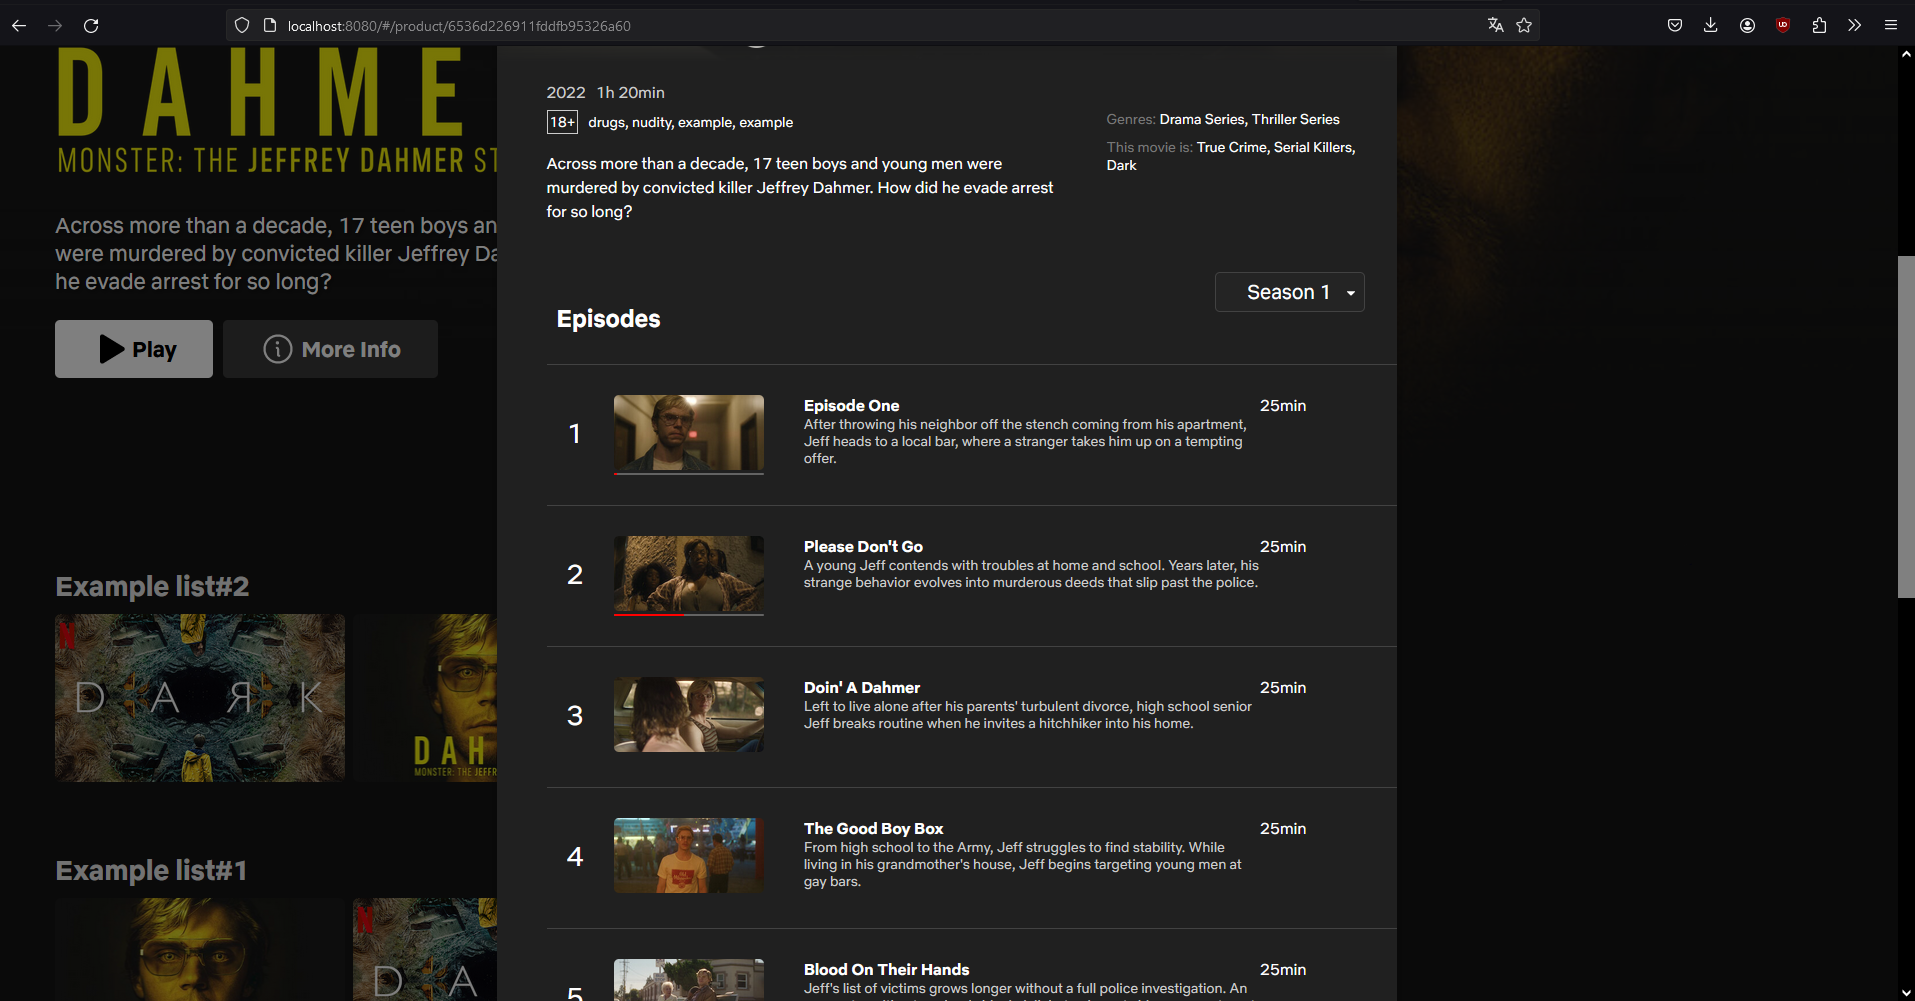 localhost:8080/#/product/6536d226911fddfb95326a60
DAHME
MONSTER: THE JEFFREY DAHMER ST
Across more than a decade, 17 teen boys an
were murdered by convicted killer Jeffrey Da
he evade arrest for so long?
Play
More Info
Example list#2
N
DARK
DAH
MONSTER: THE JEFFR
Example list#1
N
DA
2022 1h 20min
18+ drugs, nudity, example, example
Across more than a decade, 17 teen boys and young men were
murdered by convicted killer Jeffrey Dahmer. How did he evade arrest
for so long?
Genres: Drama Series, Thriller Series
This movie is: True Crime, Serial Killers,
Dark
Season 1
Episodes
1
Episode One
25min
After throwing his neighbor off the stench coming from his apartment,
Jeff heads to a local bar, where a stranger takes him up on a tempting
offer.
2
Please Don't Go
25min
A young Jeff contends with troubles at home and school. Years later, his
strange behavior evolves into murderous deeds that slip past the police.
3
Doin' A Dahmer
25min
Left to live alone after his parents' turbulent divorce, high school senior
Jeff breaks routine when he invites a hitchhiker into his home.
4
The Good Boy Box
25min
From high school to the Army, Jeff struggles to find stability. While
living in his grandmother's house, Jeff begins targeting young men at
gay bars.
5
Blood On Their Hands
25min
Jeff's list of victims grows longer without a full police investigation. An